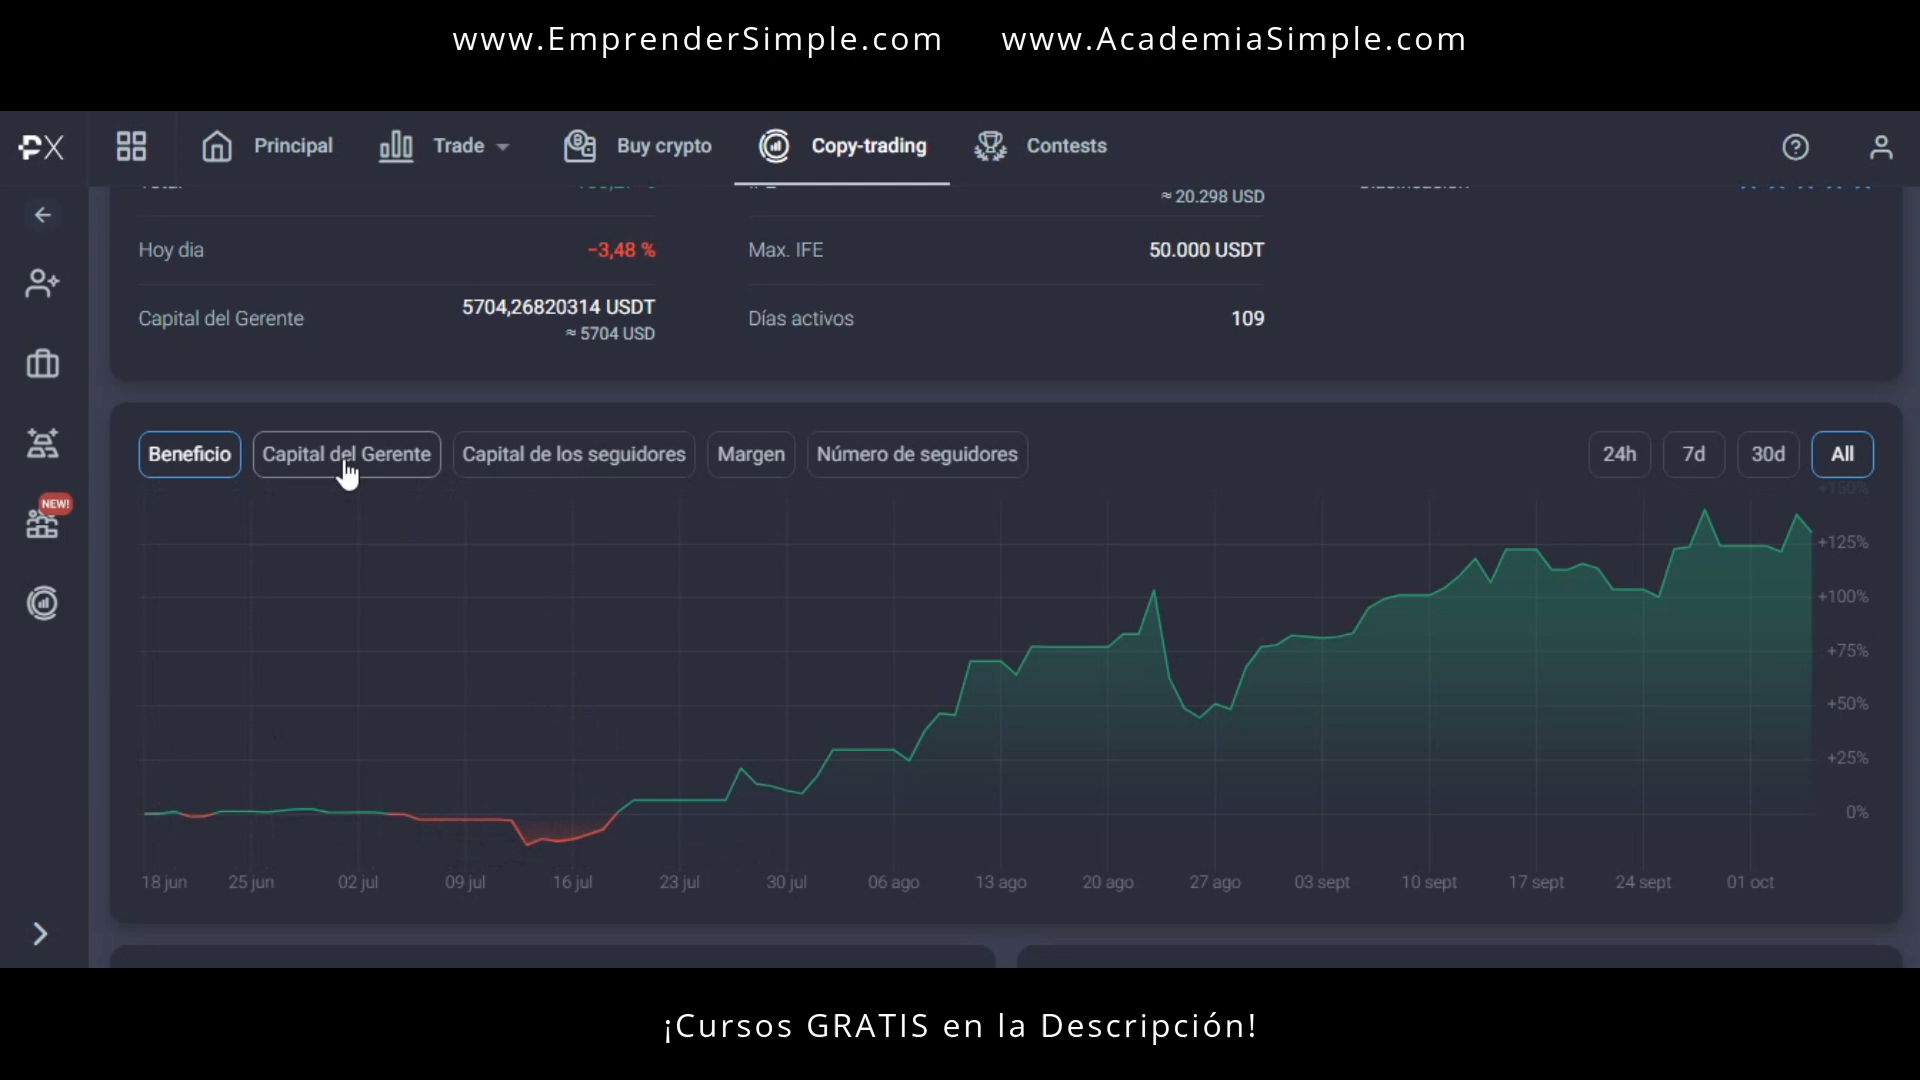 www.EmprenderSimple.com www.AcademiaSimple.com
PX Principal Trade Buy crypto Copy-trading Contests
≈ 20.298 USD
Hoy dia −3,48 % Max. IFE 50.000 USDT
Capital del Gerente 5704,26820314 USDT Días activos 109
≈ 5704 USD
Beneficio Capital del Gerente Capital de los seguidores Margen Número de seguidores 24h 7d 30d All
+150%
NEW!
+125%
+100%
+75%
+50%
+25%
0%
18 jun 25 jun 02 jul 09 jul 16 jul 23 jul 30 jul 06 ago 13 ago 20 ago 27 ago 03 sept 10 sept 17 sept 24 sept 01 oct
¡Cursos GRATIS en la Descripción!